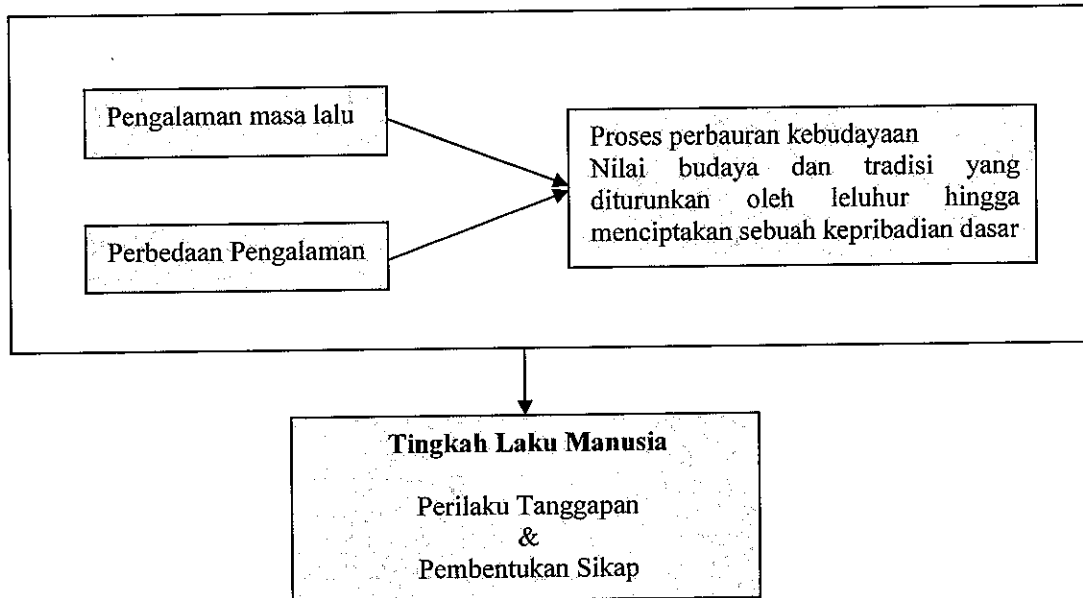 Pengalaman masa lalu
Perbedaan Pengalaman
Proses perbauran kebudayaan
Nilai budaya dan tradisi yang
diturunkan oleh leluhur hingga
menciptakan sebuah kepribadian dasar
Tingkah Laku Manusia
Perilaku Tanggapan
&
Pembentukan Sikap